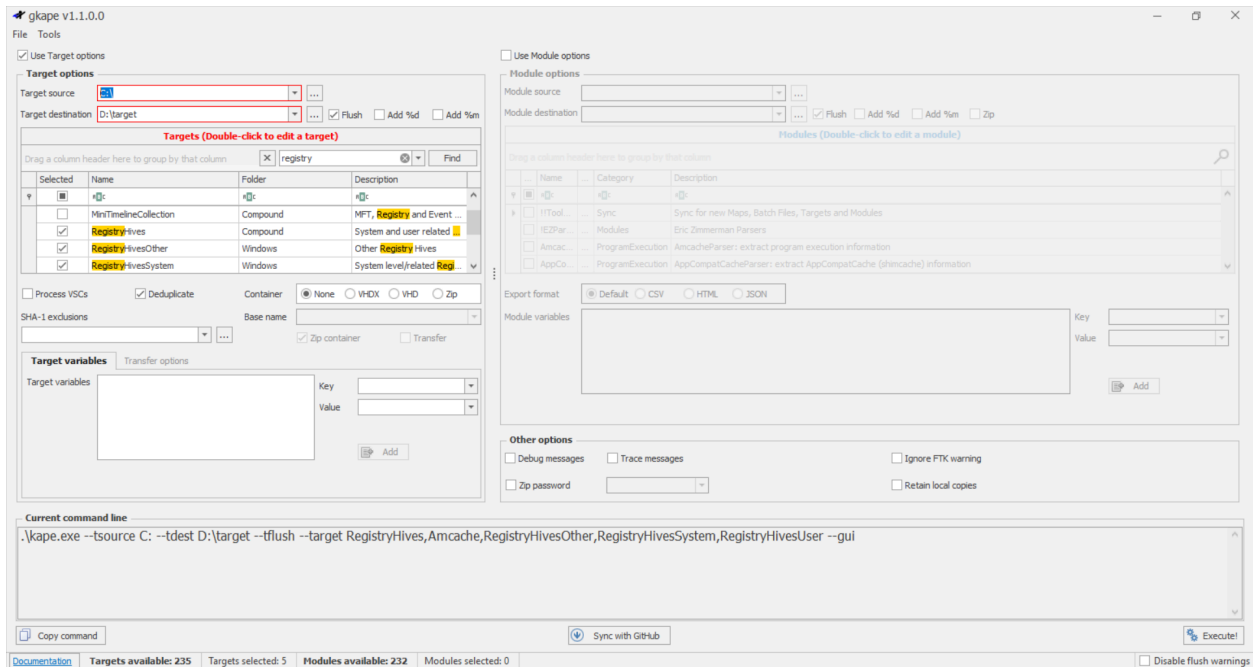 gkape v1.1.0.0
File Tools
Use Target options
Target options
Target source C:\ ...
Target destination D:\target ... Flush Add %d Add %m
Targets (Double-click to edit a target)
Drag a column header here to group by that column registry Find
Selected Name Folder Description
MiniTimelineCollection Compound MFT, Registry and Event ...
RegistryHives Compound System and user related ...
RegistryHivesOther Windows Other Registry Hives
RegistryHivesSystem Windows System level/related Regi...
Process VSCs Deduplicate Container None VHDX VHD Zip
SHA-1 exclusions Base name
... Zip container Transfer
Target variables Transfer options
Target variables Key
Value
Add
Use Module options
Module options
Module source ...
Module destination ... Flush Add %d Add %m Zip
Modules (Double-click to edit a module)
Drag a column header here to group by that column
... Name ... Category Description
!!Tool... ... Sync Sync for new Maps, Batch Files, Targets and Modules
!EZPar... ... Modules Eric Zimmerman Parsers
Amcac... ... ProgramExecution AmcacheParser: extract program execution information
AppCo... ... ProgramExecution AppCompatCacheParser: extract AppCompatCache (shimcache) information
Export format Default CSV HTML JSON
Module variables Key
Value
Add
Other options
Debug messages Trace messages Ignore FTK warning
Zip password Retain local copies
Current command line
.\kape.exe --tsource C: --tdest D:\target --tflush --target RegistryHives,Amcache,RegistryHivesOther,RegistryHivesSystem,RegistryHivesUser --gui
Copy command Sync with GitHub Execute!
Documentation Targets available: 235 Targets selected: 5 Modules available: 232 Modules selected: 0 Disable flush warnings